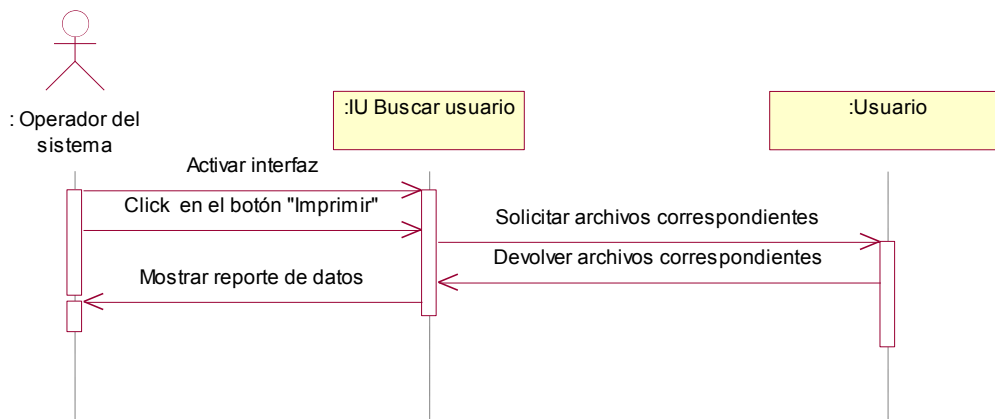 : Operador del
sistema
:IU Buscar usuario
:Usuario
Activar interfaz
Click en el botón "Imprimir"
Solicitar archivos correspondientes
Devolver archivos correspondientes
Mostrar reporte de datos